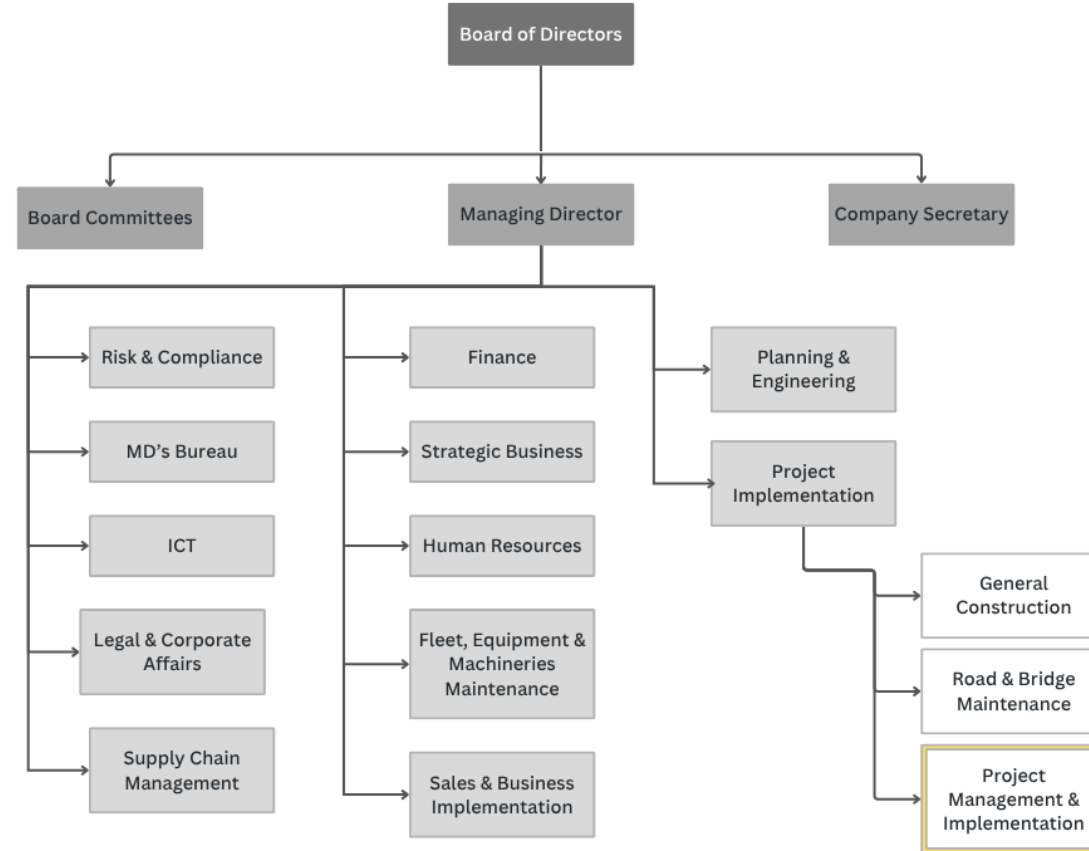 Board of Directors
Board Committees
Managing Director
Company Secretary
Risk & Compliance
MD's Bureau
ICT
Legal & Corporate
Affairs
Supply Chain
Management
Finance
Strategic Business
Human Resources
Fleet, Equipment &
Machineries
Maintenance
Sales & Business
Implementation
Planning &
Engineering
Project
Implementation
General
Construction
Road & Bridge
Maintenance
Project
Management &
Implementation